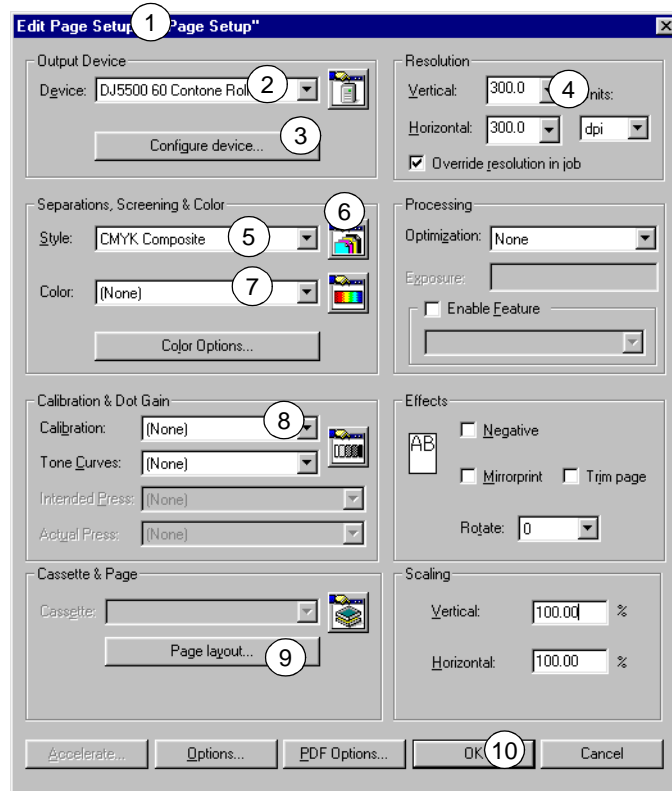 Edit Page Setup 1 Page Setup"
Output Device
Device: DJ5500 60 Contone Roll 2
3
Configure device...
Resolution
Vertical: 300.0 4 nits:
Horizontal: 300.0 dpi
Override resolution in job
Separations, Screening & Color
6
Style: CMYK Composite 5
Color: (None) 7
Color Options...
Processing
Optimization: None
Exposure:
Enable Feature
Calibration & Dot Gain
Calibration: (None) 8
Tone Curves: (None)
Intended Press: (None)
Actual Press: (None)
Effects
AB
Negative
Mirrorprint Trim page
Rotate: 0
Cassette & Page
Cassette:
Page layout... 9
Scaling
Vertical: 100.00 %
Horizontal: 100.00 %
Accelerate... Options... PDF Options... OK 10 Cancel